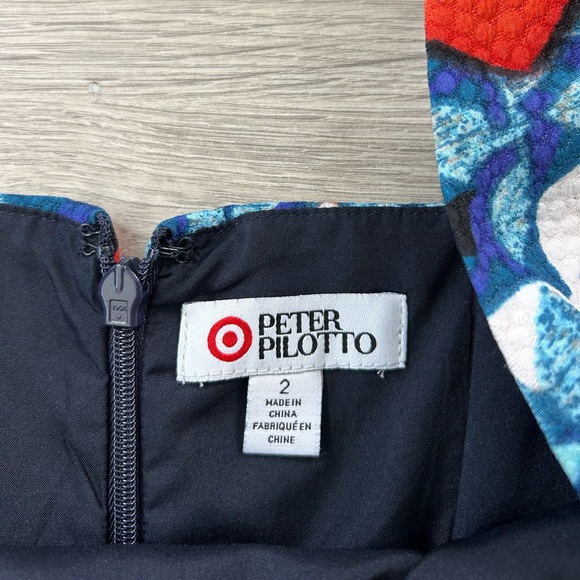 PETER
PILOTTO
2
MADE IN
CHINA
FABRIQUÉ EN
CHINE